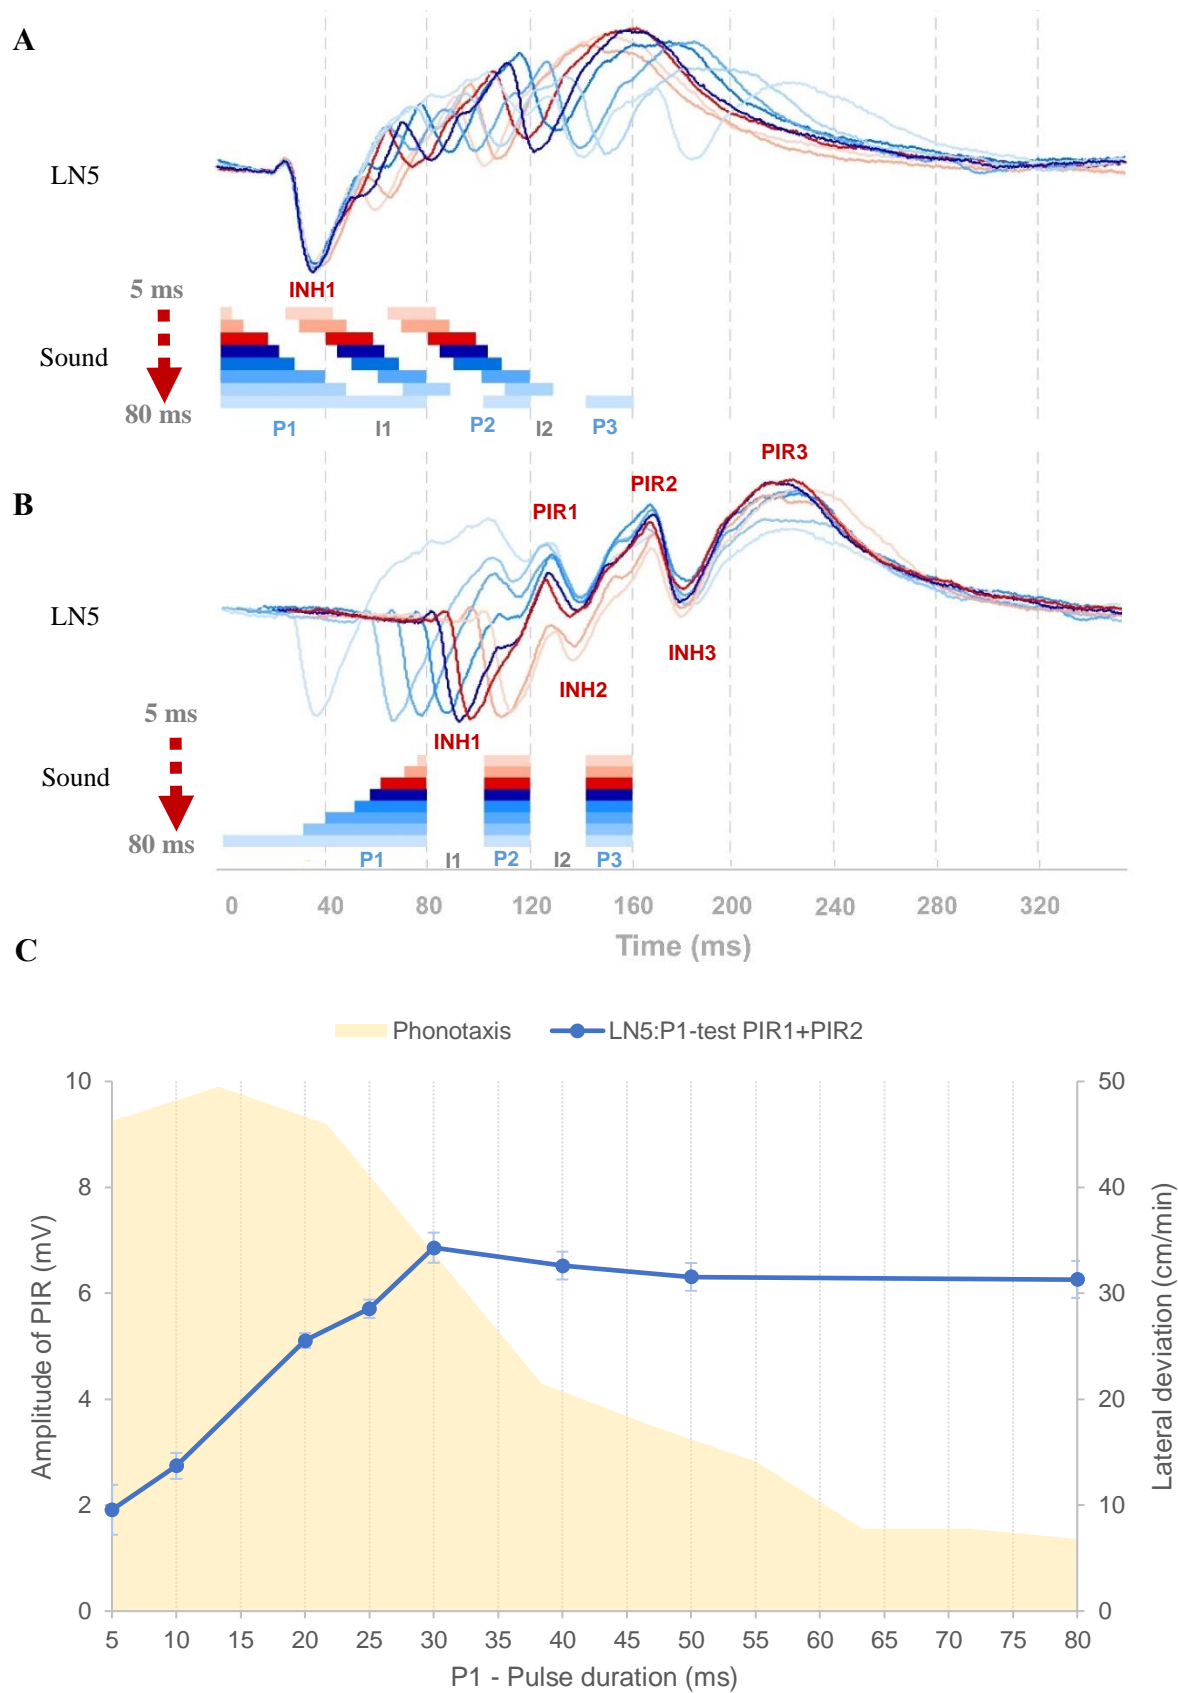 A
LN5
5 ms
INH1
Sound
80 ms
P1 I1 P2 I2 P3
B
PIR1 PIR2 PIR3
LN5
INH1 INH2 INH3
5 ms
Sound
80 ms
P1 I1 P2 I2 P3
0 40 80 120 160 200 240 280 320
Time (ms)
C
Phonotaxis LN5:P1-test PIR1+PIR2
10 50
8 40
6 30
4 20
2 10
0 0
Amplitude of PIR (mV)
Lateral deviation (cm/min)
5 10 15 20 25 30 35 40 45 50 55 60 65 70 75 80
P1 - Pulse duration (ms)